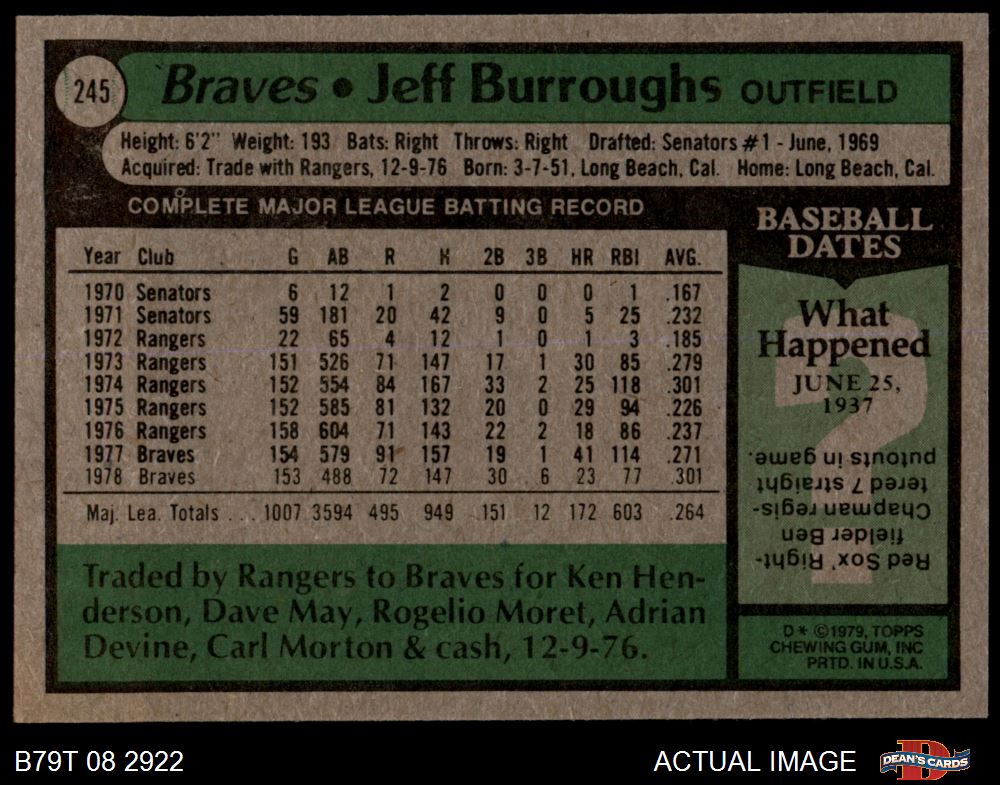 245
Braves • Jeff Burroughs OUTFIELD
Height: 6'2" Weight: 193 Bats: Right Throws: Right Drafted: Senators #1 - June, 1969
Acquired: Trade with Rangers, 12-9-76 Born: 3-7-51, Long Beach, Cal. Home: Long Beach, Cal.
COMPLETE MAJOR LEAGUE BATTING RECORD
Year Club G AB R H 2B 3B HR RBI AVG.
1970 Senators 6 12 1 2 0 0 0 1 .167
1971 Senators 59 181 20 42 9 0 5 25 .232
1972 Rangers 22 65 4 12 1 0 1 3 .185
1973 Rangers 151 526 71 147 17 1 30 85 .279
1974 Rangers 152 554 84 167 33 2 25 118 .301
1975 Rangers 152 585 81 132 20 0 29 94 .226
1976 Rangers 158 604 71 143 22 2 18 86 .237
1977 Braves 154 579 91 157 19 1 41 114 .271
1978 Braves 153 488 72 147 30 6 23 77 .301
Maj. Lea. Totals ... 1007 3594 495 949 151 12 172 603 .264
Traded by Rangers to Braves for Ken Hen-
derson, Dave May, Rogelio Moret, Adrian
Devine, Carl Morton & cash, 12-9-76.
BASEBALL
DATES
What
Happened
JUNE 25,
1937
Red Sox' Right-
fielder Ben
Chapman regis-
tered 7 straight
putouts in game.
D* ©1979, TOPPS
CHEWING GUM, INC
PRTD. IN U.S.A.
B79T 08 2922
ACTUAL IMAGE
D
DEAN'S CARDS